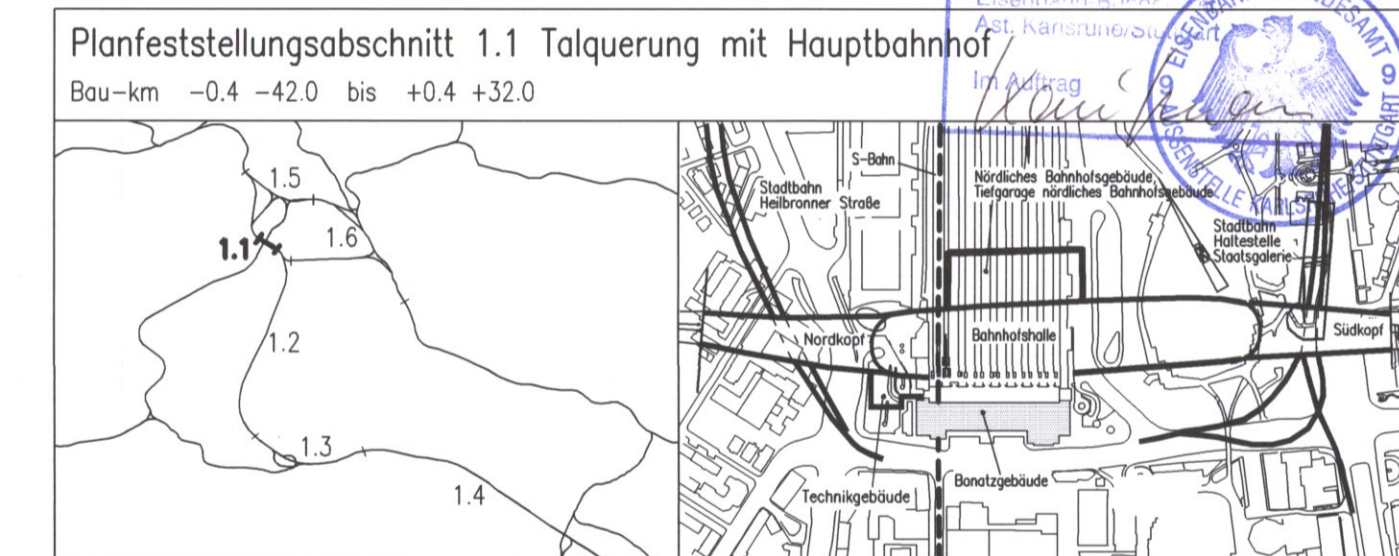 Planfeststellungsabschnitt 1.1 Talquerung mit Hauptbahnhof
Bau-km -0.4 -42.0 bis +0.4 +32.0
Ast. Karlsruhe/Stuttgart
Im Auftrag
1.5
1.6
1.1
1.2
1.3
1.4
S-Bahn
Stadtbahn
Heilbronner Straße
Nördliches Bahnhofsgebäude,
Tiefgarage nördliches Bahnhofsgebäude
Stadtbahn
Haltestelle
Staatsgalerie
Nordkopf
Bahnhofshalle
Südkopf
Technikgebäude
Bonatzgebäude